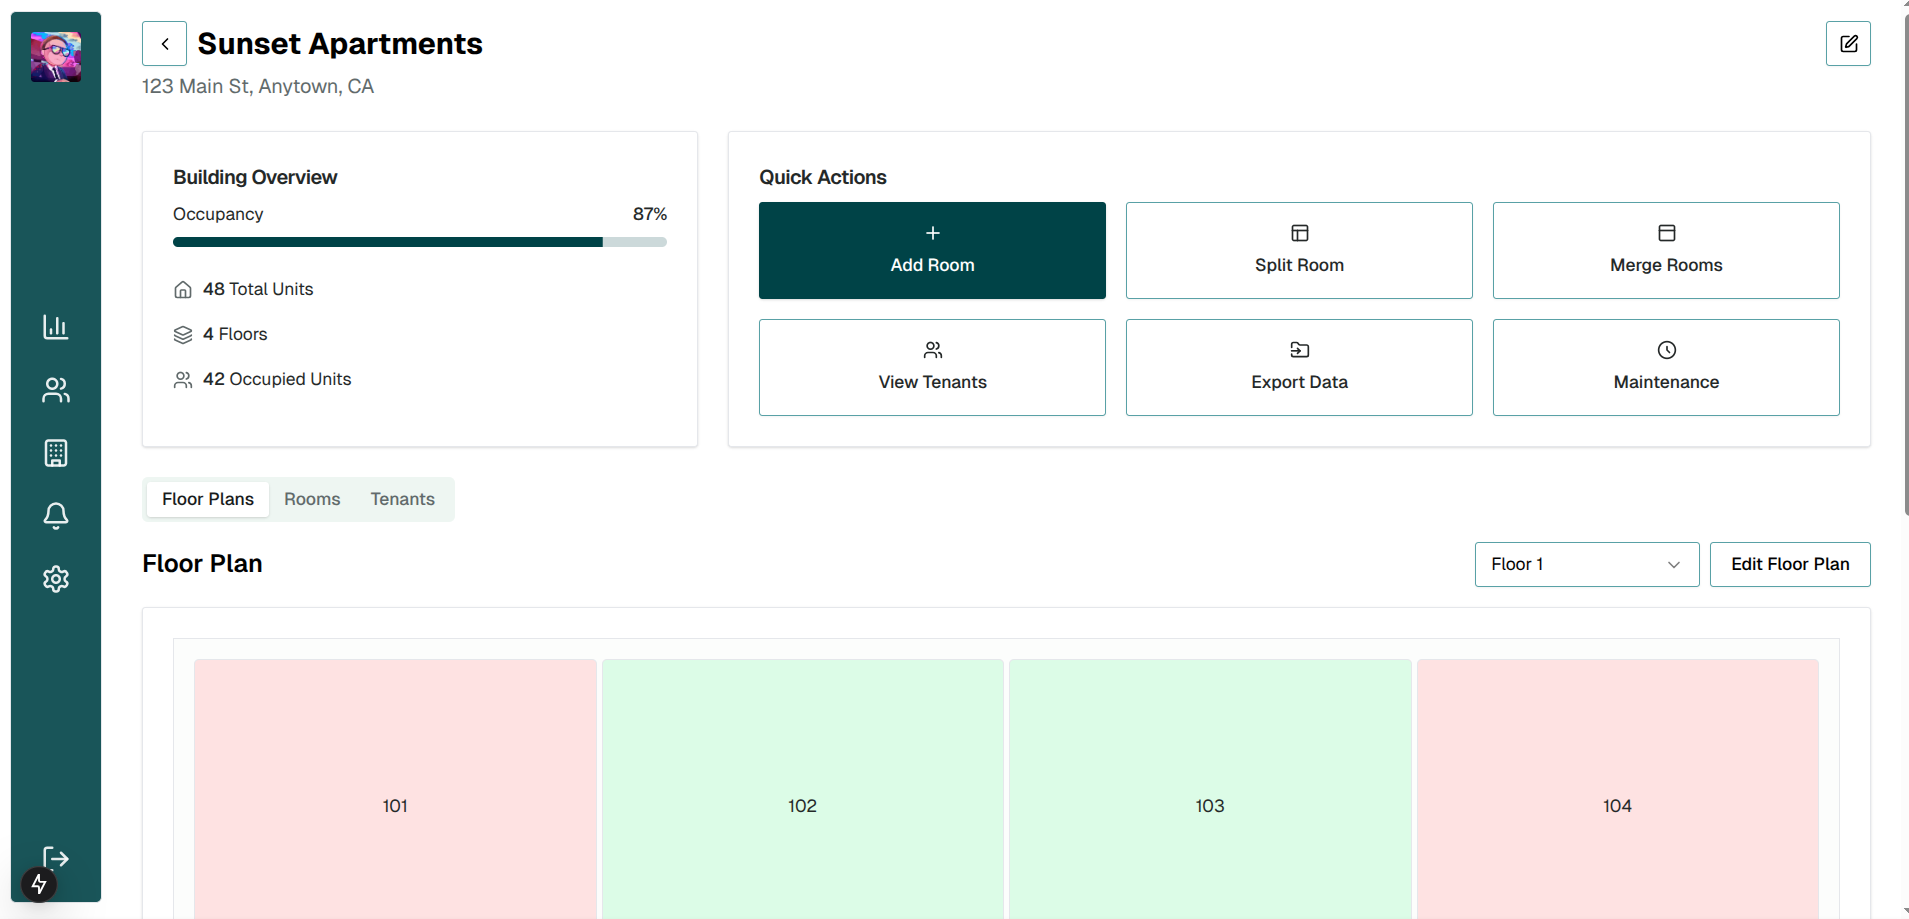 Sunset Apartments
123 Main St, Anytown, CA
Building Overview
Occupancy 87%
48 Total Units
4 Floors
42 Occupied Units
Quick Actions
Add Room
Split Room
Merge Rooms
View Tenants
Export Data
Maintenance
Floor Plans Rooms Tenants
Floor Plan
Floor 1
Edit Floor Plan
101
102
103
104